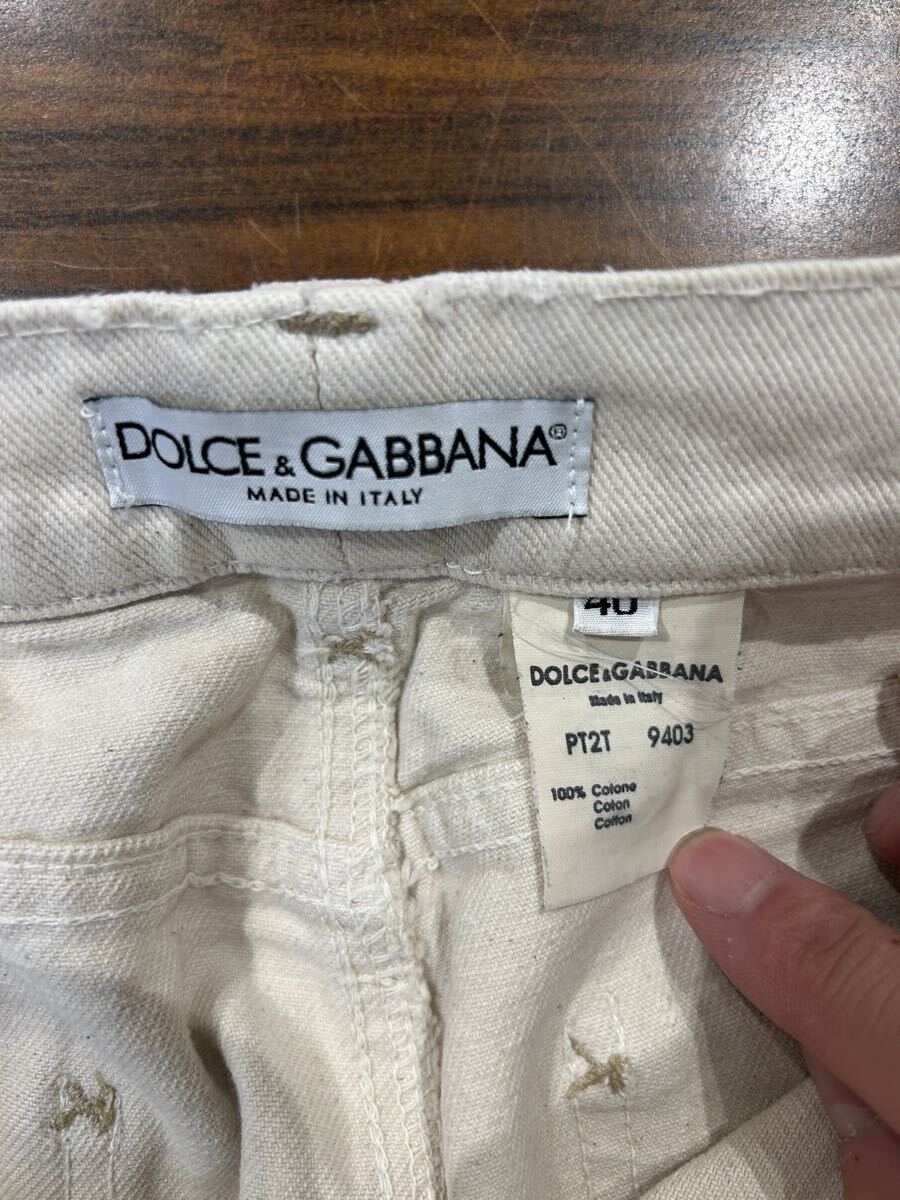 DOLCE & GABBANA®
MADE IN ITALY
40
DOLCE&GABBANA
Made in Italy
PT2T 9403
100% Cotone
Coton
Cotton